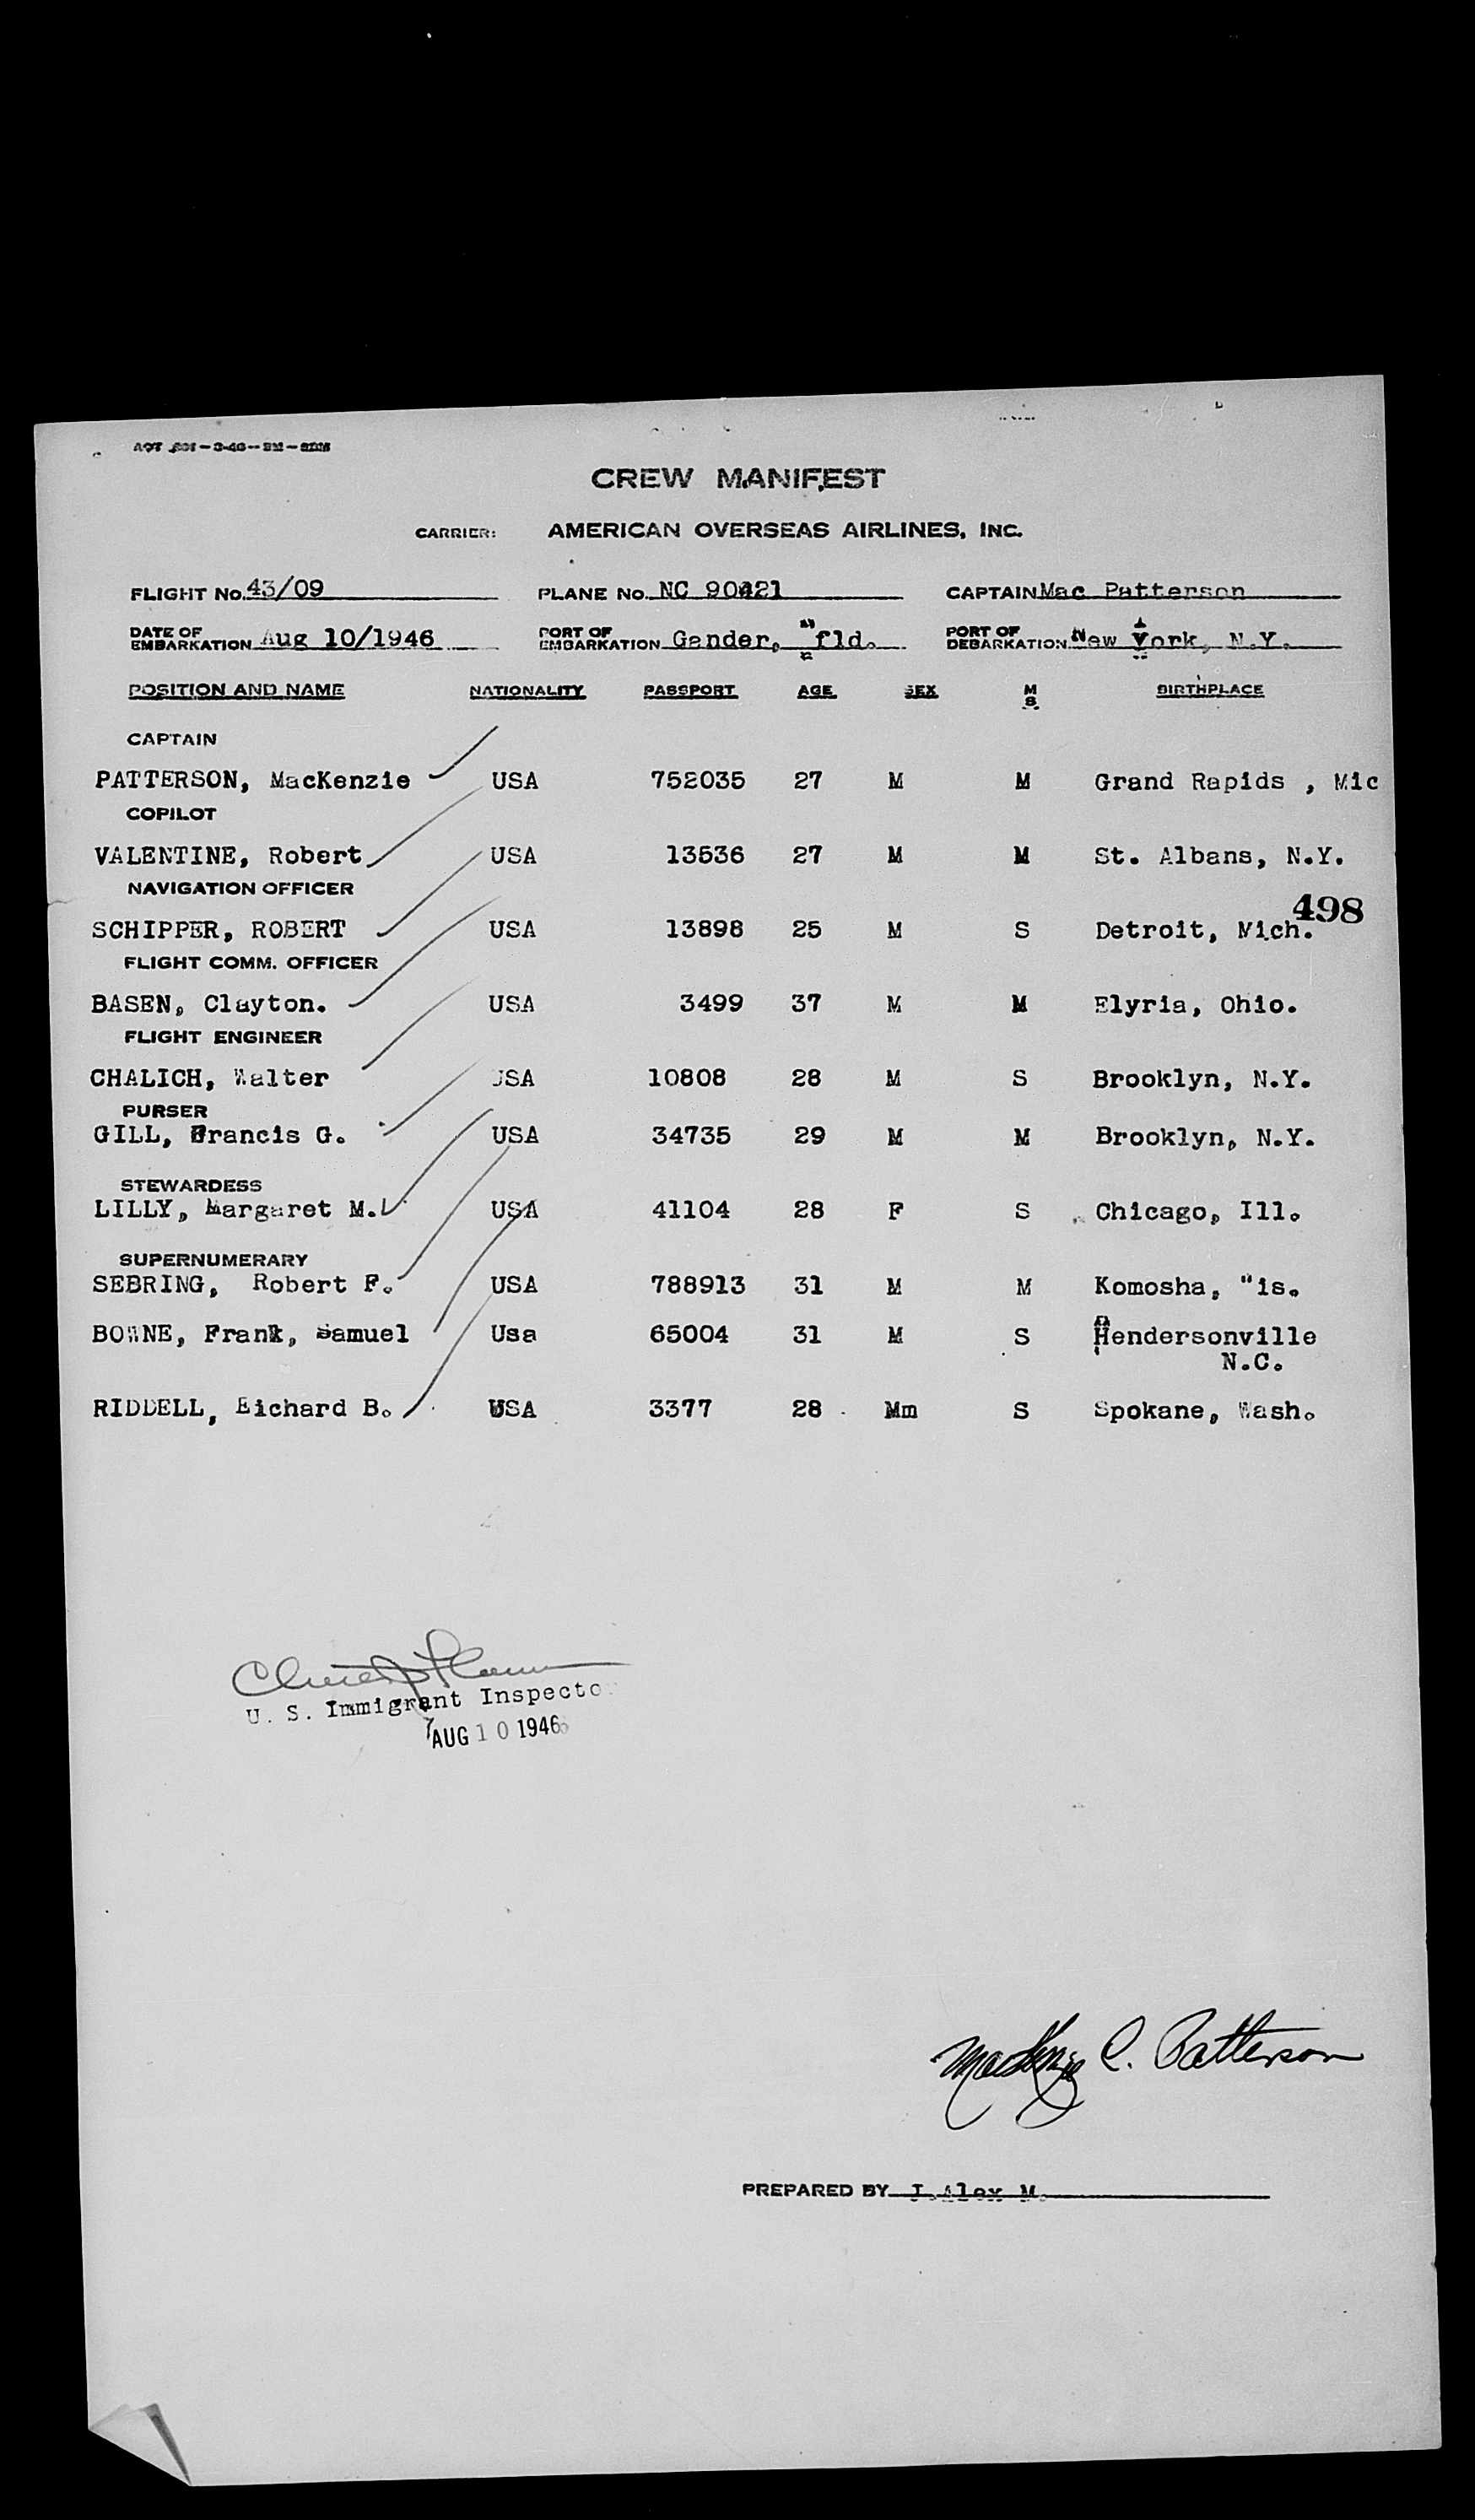 CREW MANIFEST
CARRIER: AMERICAN OVERSEAS AIRLINES, INC.
FLIGHT No. 43/09 PLANE No. NC 90421 CAPTAIN Mac Patterson
DATE OF EMBARKATION Aug 10/1946 PORT OF EMBARKATION Gander, Nfld. PORT OF DEBARKATION New York, N.Y.
POSITION AND NAME NATIONALITY PASSPORT AGE SEX M S BIRTHPLACE
CAPTAIN
PATTERSON, MacKenzie USA 752035 27 M M Grand Rapids , Mic
COPILOT
VALENTINE, Robert USA 13536 27 M M St. Albans, N.Y.
NAVIGATION OFFICER
498
SCHIPPER, ROBERT USA 13898 25 M S Detroit, Mich.
FLIGHT COMM. OFFICER
BASEN, Clayton. USA 3499 37 M M Elyria, Ohio.
FLIGHT ENGINEER
CHALICH, Walter USA 10808 28 M S Brooklyn, N.Y.
PURSER
GILL, Francis G. USA 34735 29 M M Brooklyn, N.Y.
STEWARDESS
LILLY, Margaret M. USA 41104 28 F S Chicago, Ill.
SUPERNUMERARY
SEBRING, Robert F. USA 788913 31 M M Komosha, "is.
BOWNE, Frank, Samuel Usa 65004 31 M S Hendersonville
N.C.
RIDDELL, Richard B. USA 3377 28 Mm S Spokane, Wash.
U. S. Immigrant Inspector
AUG 10 1946
MacKenzie C. Patterson
PREPARED BY J.Alex M.